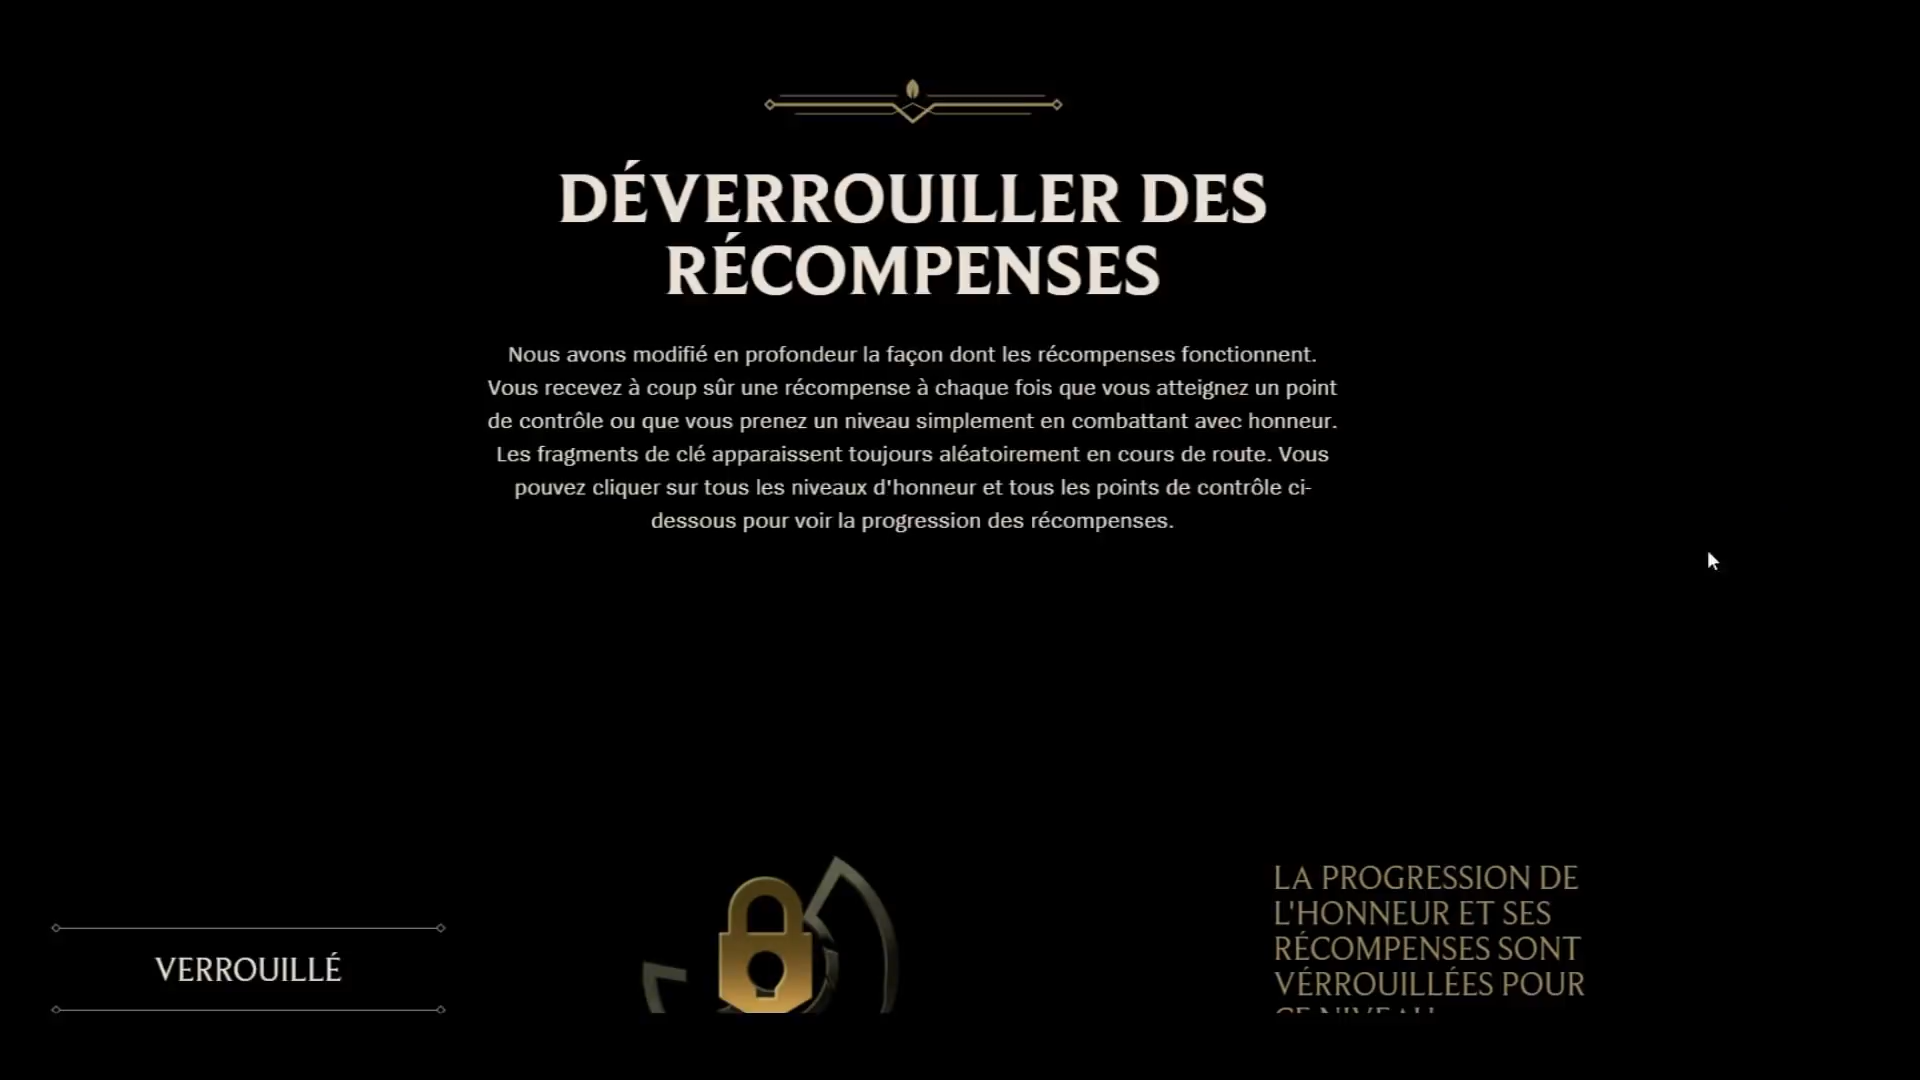 DÉVERROUILLER DES
RÉCOMPENSES
Nous avons modifié en profondeur la façon dont les récompenses fonctionnent.
Vous recevez à coup sûr une récompense à chaque fois que vous atteignez un point
de contrôle ou que vous prenez un niveau simplement en combattant avec honneur.
Les fragments de clé apparaissent toujours aléatoirement en cours de route. Vous
pouvez cliquer sur tous les niveaux d'honneur et tous les points de contrôle ci-
dessous pour voir la progression des récompenses.
VERROUILLÉ
LA PROGRESSION DE
L'HONNEUR ET SES
RÉCOMPENSES SONT
VÉRROUILLÉES POUR
CE NIVEAU